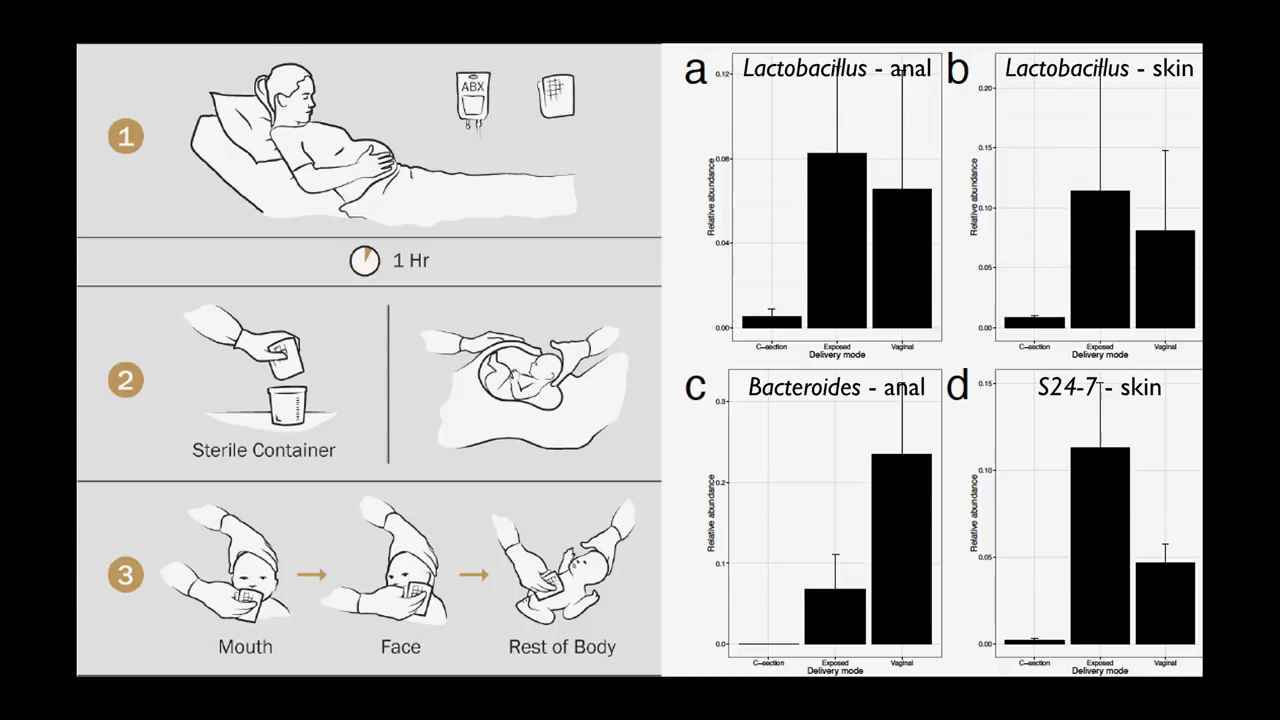 1
ABX
1 Hr
2
Sterile Container
3
Mouth
Face
Rest of Body
a
Lactobacillus - anal
0.12
0.08
0.04
0.00
Relative abundance
C-section
Exposed
Vaginal
Delivery mode
b
Lactobacillus - skin
0.20
0.15
0.10
0.05
0.00
Relative abundance
C-section
Exposed
Vaginal
Delivery mode
c
Bacteroides - anal
0.3
0.2
0.1
0.0
Relative abundance
C-section
Exposed
Vaginal
Delivery mode
d
S24-7 - skin
0.15
0.10
0.05
0.00
Relative abundance
C-section
Exposed
Vaginal
Delivery mode